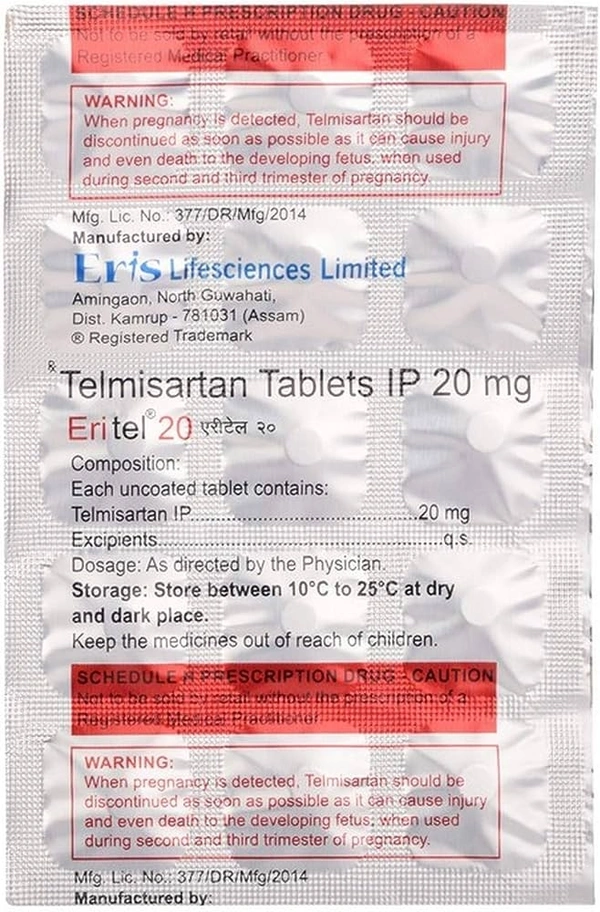 SCHEDULE H PRESCRIPTION DRUG - CAUTION
Not to be sold by retail without the prescription of a
Registered Medical Practitioner
WARNING:
When pregnancy is detected, Telmisartan should be
discontinued as soon as possible as it can cause injury
and even death to the developing fetus, when used
during second and third trimester of pregnancy.
Mfg. Lic. No.: 377/DR/Mfg/2014
Manufactured by:
Eris Lifesciences Limited
Amingaon, North Guwahati,
Dist. Kamrup - 781031 (Assam)
® Registered Trademark
℞ Telmisartan Tablets IP 20 mg
Eritel® 20 एरीटेल २०
Composition:
Each uncoated tablet contains:
Telmisartan IP.......................................20 mg
Excipients.............................................q.s.
Dosage: As directed by the Physician.
Storage: Store between 10°C to 25°C at dry
and dark place.
Keep the medicines out of reach of children.
SCHEDULE H PRESCRIPTION DRUG - CAUTION
Not to be sold by retail without the prescription of a
Registered Medical Practitioner
WARNING:
When pregnancy is detected, Telmisartan should be
discontinued as soon as possible as it can cause injury
and even death to the developing fetus, when used
during second and third trimester of pregnancy.
Mfg. Lic. No.: 377/DR/Mfg/2014
Manufactured by: